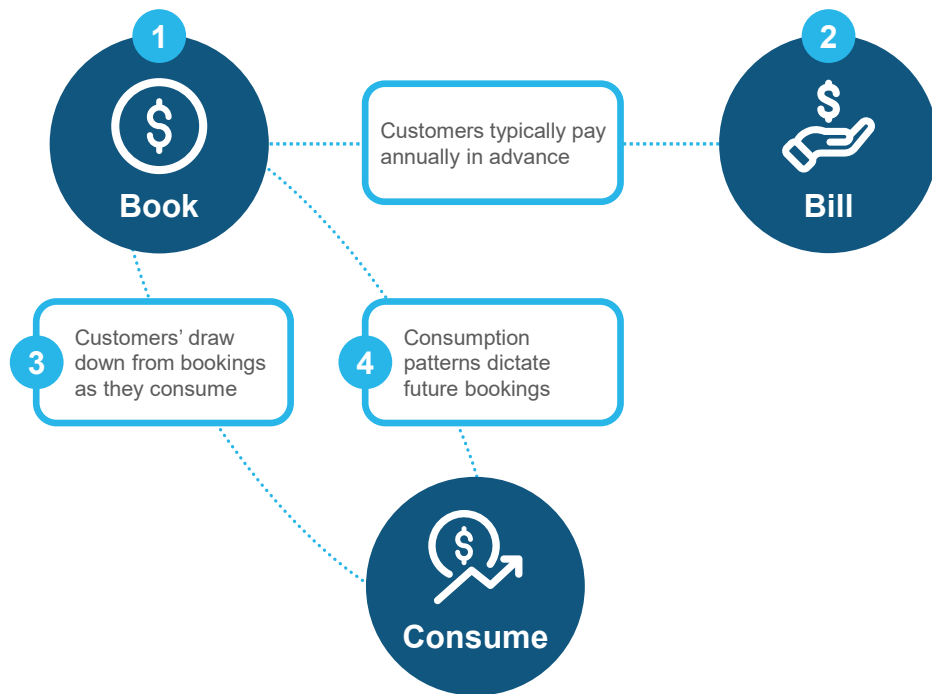 1
2
$
$
Customers typically pay
annually in advance
Book
Bill
3
Customers’ draw
down from bookings
as they consume
4
Consumption
patterns dictate
future bookings
$
Consume